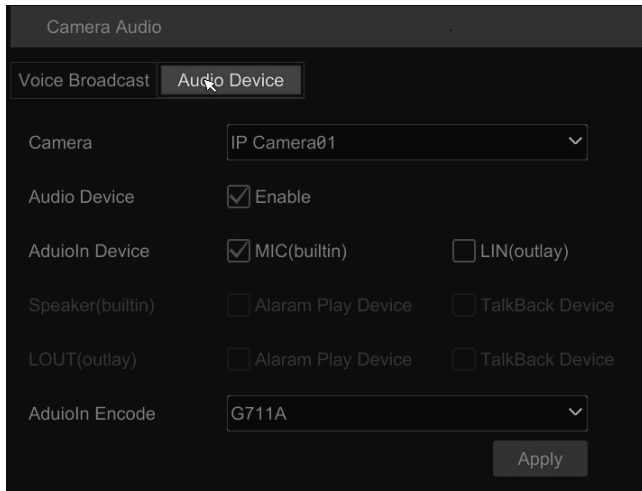 Camera Audio
Voice Broadcast Audio Device
Camera IP Camera01
Audio Device Enable
AduioIn Device MIC(builtin) LIN(outlay)
Speaker(builtin) Alaram Play Device TalkBack Device
LOUT(outlay) Alaram Play Device TalkBack Device
AduioIn Encode G711A
Apply